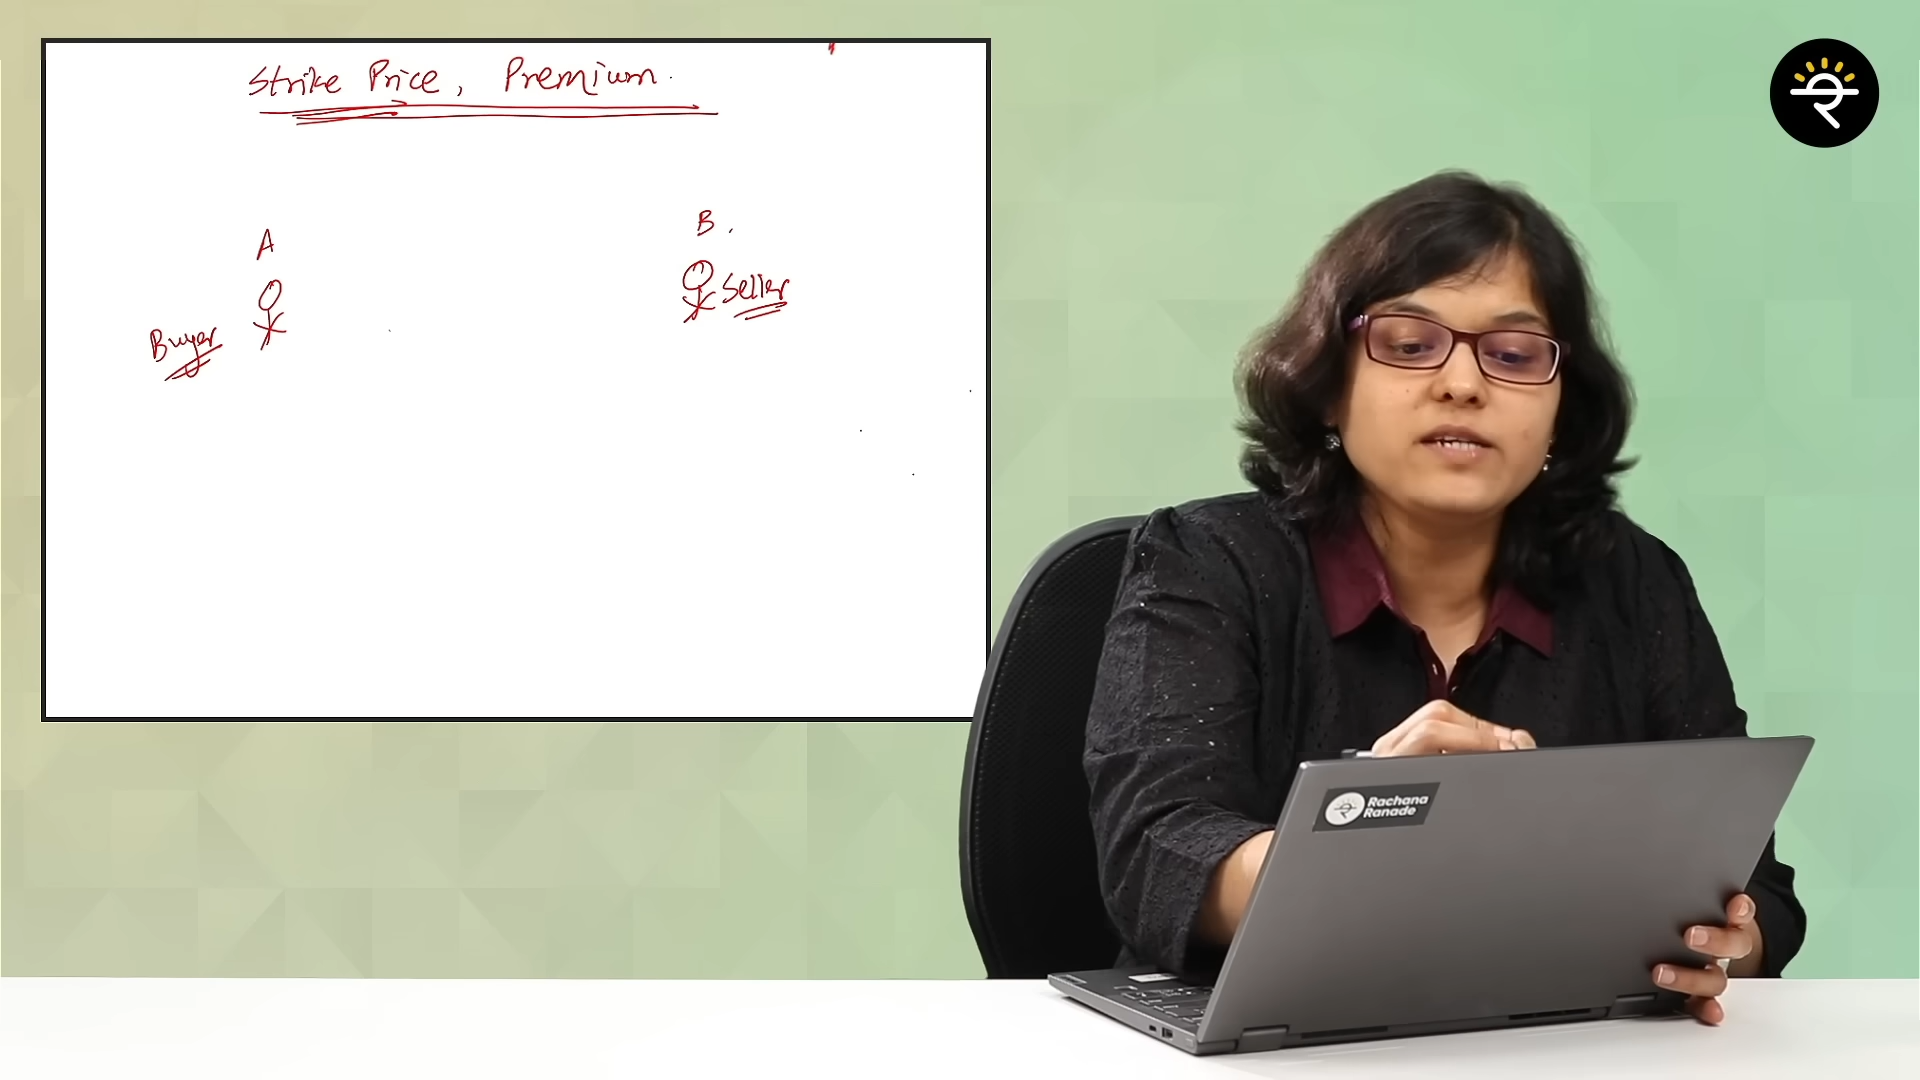 Strike Price, Premium.
A
B.
Seller
Buyer
Rachana
Ranade